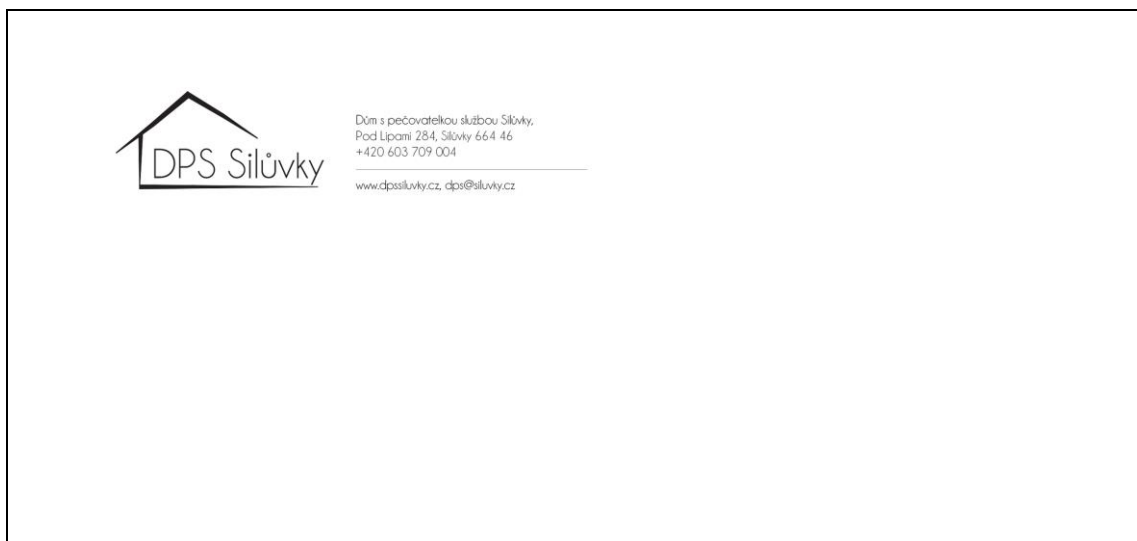 DPS Silůvky
Dům s pečovatelkou službou Silůvky,
Pod Lipami 284, Silůvky 664 46
+420 603 709 004
www.dpssiluvky.cz, dps@siluvky.cz